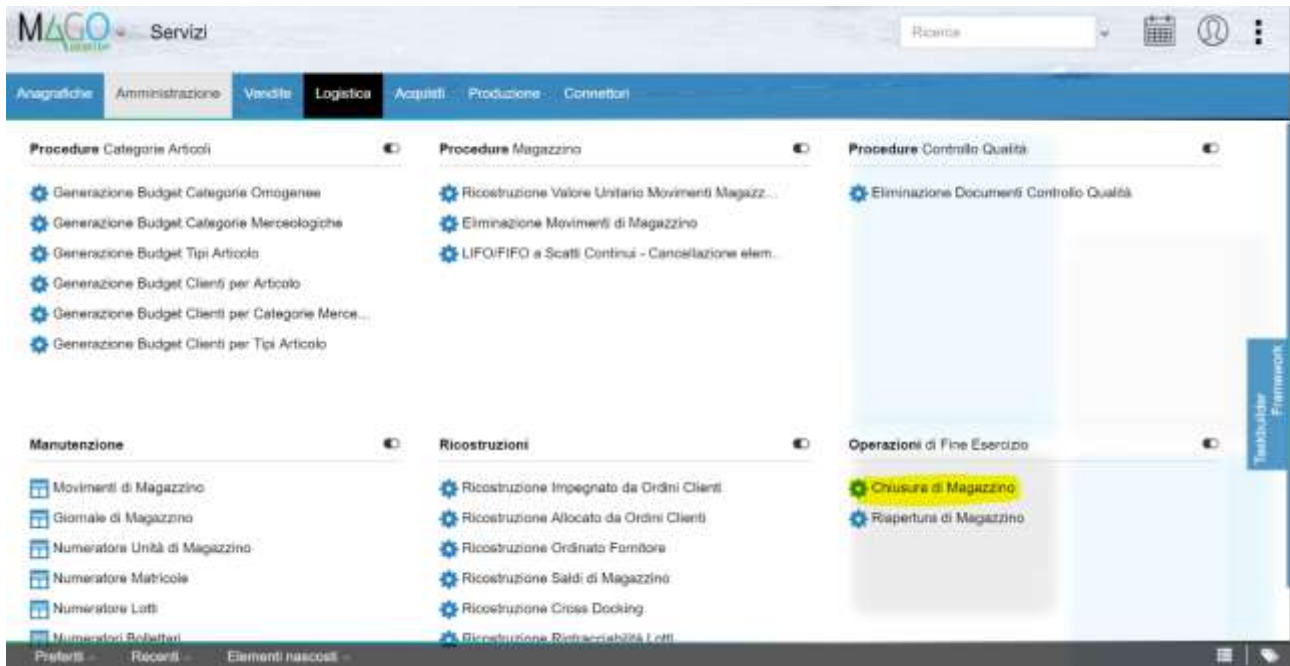 MAGO
Servizi
Ricerca
Anagrafiche
Amministrazione
Vendite
Logistica
Acquisti
Produzione
Connettori
Procedure Categorie Articoli
Generazione Budget Categorie Omogenee
Generazione Budget Categorie Merceologiche
Generazione Budget Tipi Articolo
Generazione Budget Clienti per Articolo
Generazione Budget Clienti per Categorie Merce...
Generazione Budget Clienti per Tipi Articolo
Procedure Magazzino
Ricostruzione Valore Unitario Movimenti Magazz...
Eliminazione Movimenti di Magazzino
LIFO/FIFO a Scatti Continui - Cancellazione elem...
Procedure Controllo Qualità
Eliminazione Documenti Controllo Qualità
Manutenzione
Movimenti di Magazzino
Giornale di Magazzino
Numeratore Unità di Magazzino
Numeratore Matricole
Numeratore Lotti
Numeratori Bollettari
Ricostruzioni
Ricostruzione Impegnato da Ordini Clienti
Ricostruzione Allocato da Ordini Clienti
Ricostruzione Ordinato Fornitore
Ricostruzione Saldi di Magazzino
Ricostruzione Cross Docking
Ricostruzione Rintracciabilità Lotti
Operazioni di Fine Esercizio
Chiusura di Magazzino
Riapertura di Magazzino
Taskbuilder
Framework
Preferiti
Recenti
Elementi nascosti